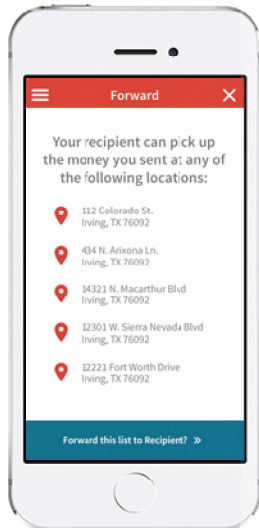 Forward
Your recipient can pick up
the money you sent at any of
the following locations:
112 Colorado St.
Irving, TX 76092
434 N. Arixona Ln.
Irving, TX 76092
14321 N. Macarthur Blvd
Irving, TX 76092
12301 W. Sierra Nevada Blvd
Irving, TX 76092
12221 Fort Worth Drive
Irving, TX 76092
Forward this list to Recipient? »